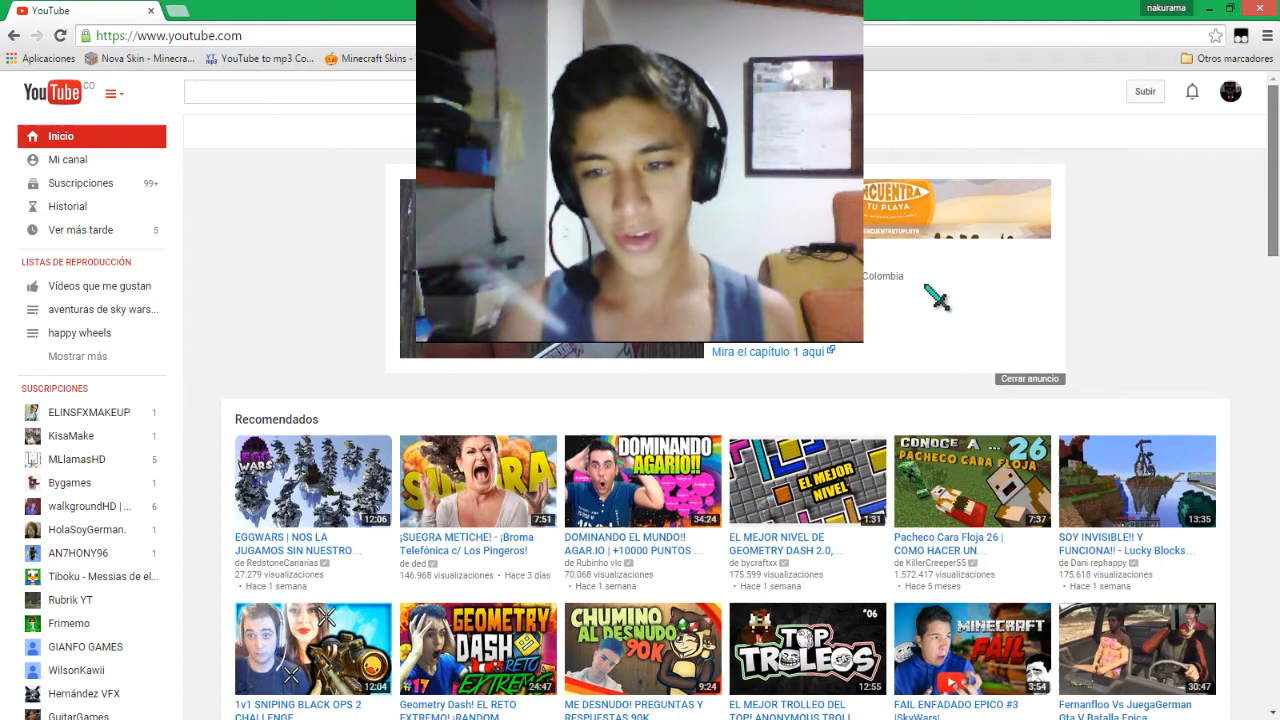 YouTube
nakurama
https://www.youtube.com
Aplicaciones
Nova Skin - Minecra...
YouTube to mp3 Co...
Minecraft Skins -
Otros marcadores
YouTube CO
Subir
Inicio
Mi canal
Suscripciones 99+
Historial
Ver más tarde 5
LISTAS DE REPRODUCCIÓN
Vídeos que me gustan
aventuras de sky wars...
happy wheels
Mostrar más
SUSCRIPCIONES
ELINSFXMAKEUP 1
KisaMake 1
MLlamasHD 5
Bygames 1
walkgroundHD | ... 6
HolaSoyGerman. 1
AN7HONY96 1
Tiboku - Messias de el...
Rubrik YT 1
Frimemo 1
GIANFO GAMES 1
WilsonKawii 1
Hernández VFX 1
GuitarGames 1
ENCUENTRA
TU PLAYA
ENCUENTRETUPLAYA
Colombia
Mira el capítulo 1 aquí
Cerrar anuncio
Recomendados
EGG
WARS
12:06
SUEGRA
7:51
DOMINANDO
AGARIO!!
34:24
EL MEJOR
NIVEL
1:31
CONOCE A ... 26
PACHECO CARA FLOJA
7:37
13:35
EGGWARS | NOS LA
JUGAMOS SIN NUESTRO...
de RedstoneCanarias
27.279 visualizaciones
• Hace 1 semana
¡SUEGRA METICHE! - ¡Broma
Telefónica c/ Los Pingeros!
de ded
146.968 visualizaciones • Hace 3 días
DOMINANDO EL MUNDO!!
AGAR.IO | +10000 PUNTOS ...
de Rubinho vlc
70.068 visualizaciones
• Hace 1 semana
EL MEJOR NIVEL DE
GEOMETRY DASH 2.0,...
de bycraftxx
175.599 visualizaciones
• Hace 1 semana
Pacheco Cara Floja 26 |
COMO HACER UN...
de KillerCreeper55
1.572.417 visualizaciones
• Hace 5 meses
SOY INVISIBLE!! Y
FUNCIONA!! - Lucky Blocks...
de Dani rephappy
175.618 visualizaciones
• Hace 1 semana
12:04
GEOMETRY
DASH RETO
EXTREMO
#17
24:47
CHUMINO
AL DESNUDO
90K
9:24
"06
TOP
TROLEOS
12:55
MINECRAFT
FAIL
3:54
30:47
1v1 SNIPING BLACK OPS 2
CHALLENGE
Geometry Dash! EL RETO
EXTREMO! ¡RANDOM
ME DESNUDO! PREGUNTAS Y
RESPUESTAS 90K
EL MEJOR TROLLEO DEL
TOP! ANONYMOUS TROLL
FAIL ENFADADO EPICO #3
|SkyWars|
Fernanfloo Vs JuegaGerman
Gta V Batalla Epica